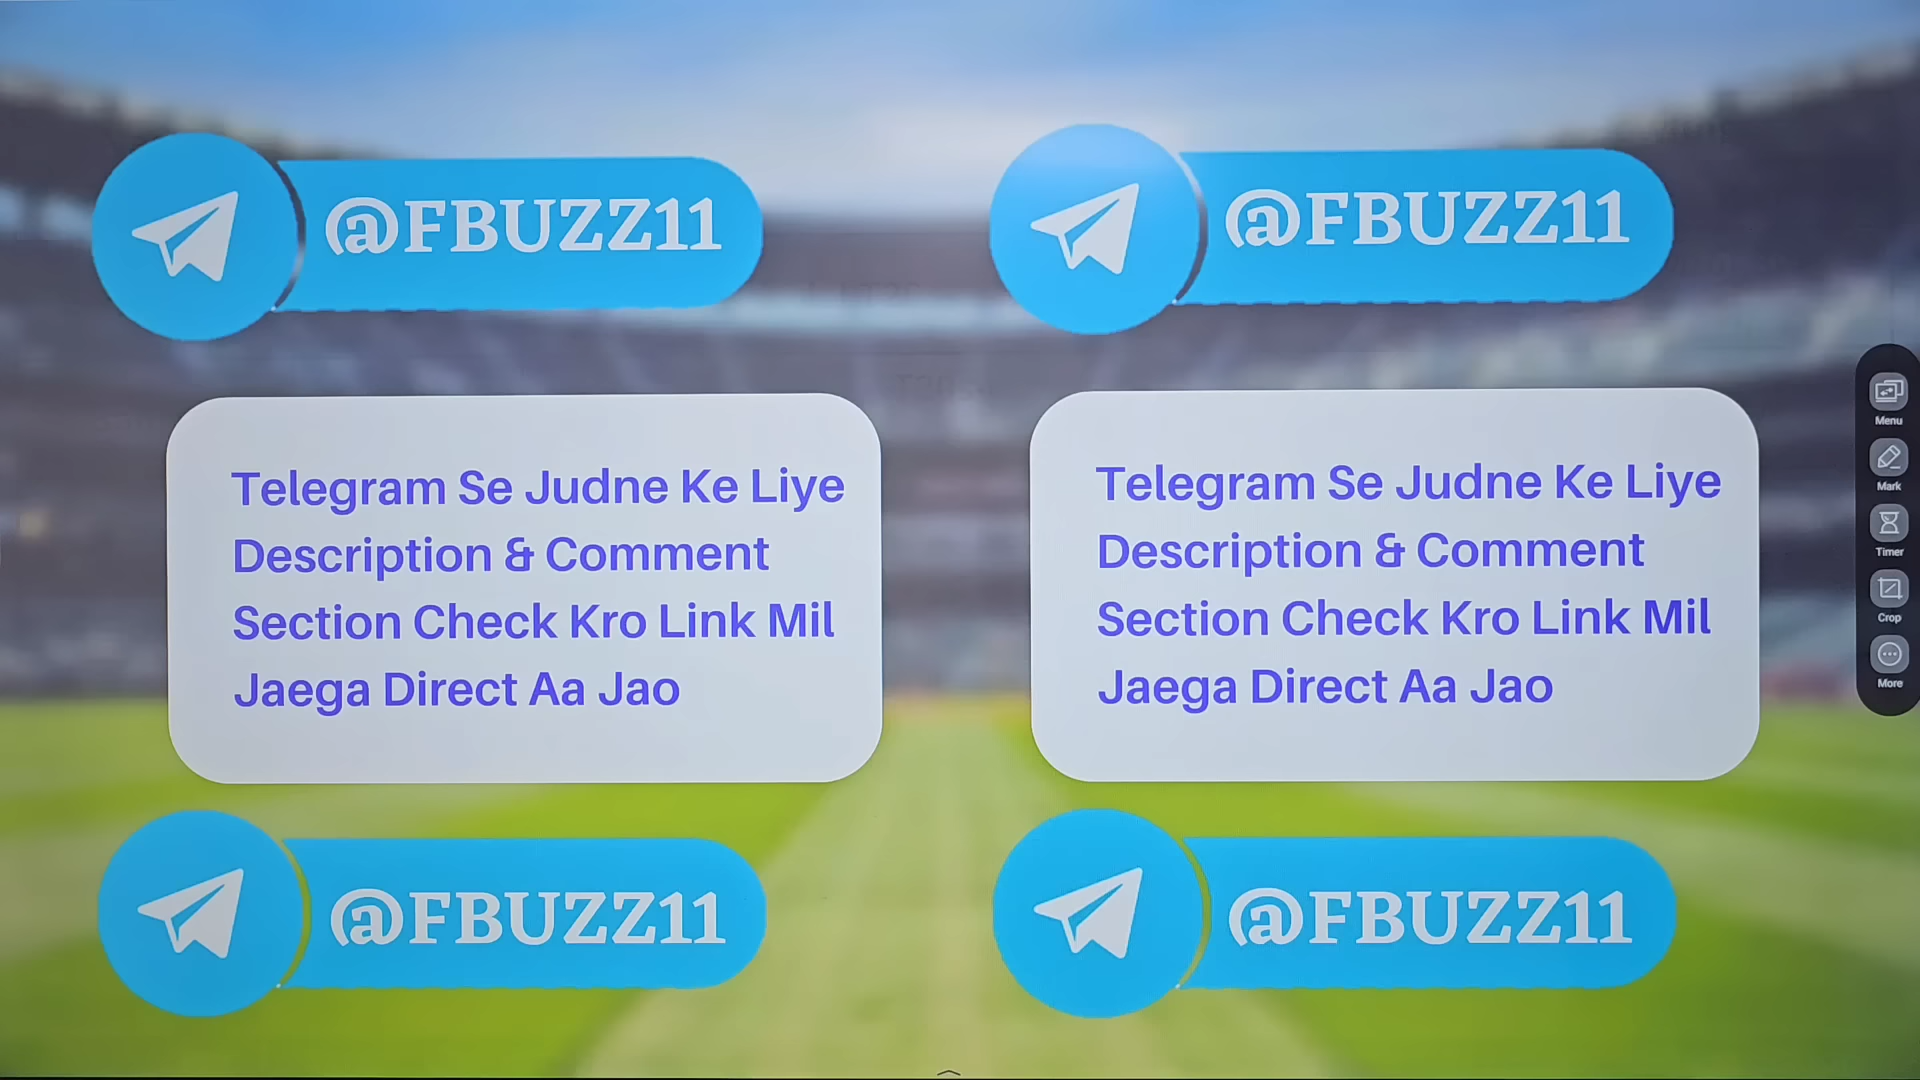 @FBUZZ11
@FBUZZ11
Telegram Se Judne Ke Liye
Description & Comment
Section Check Kro Link Mil
Jaega Direct Aa Jao
Telegram Se Judne Ke Liye
Description & Comment
Section Check Kro Link Mil
Jaega Direct Aa Jao
@FBUZZ11
@FBUZZ11
Menu
Mark
Timer
Crop
More